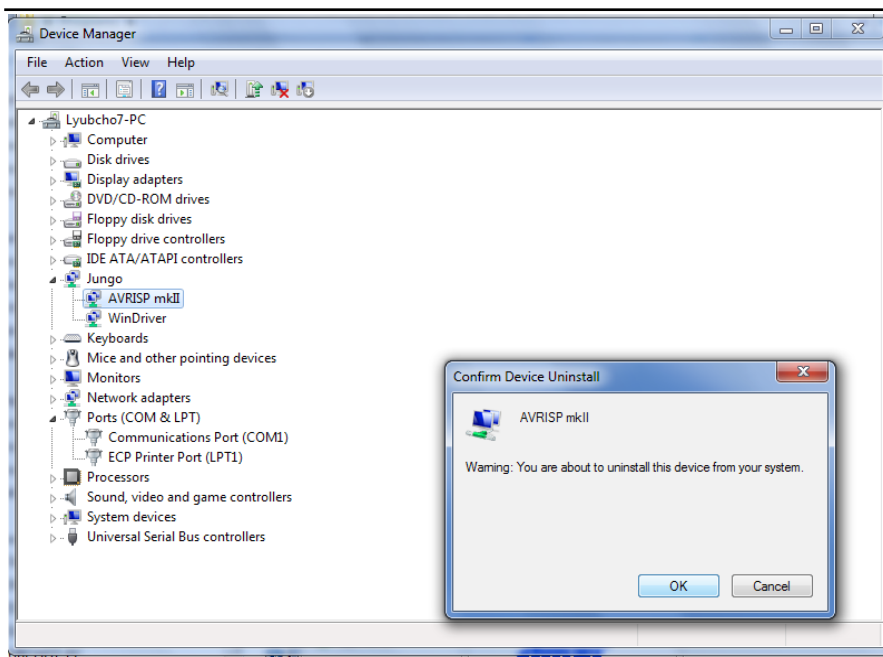 Device Manager
File Action View Help
Lyubcho7-PC
Computer
Disk drives
Display adapters
DVD/CD-ROM drives
Floppy disk drives
Floppy drive controllers
IDE ATA/ATAPI controllers
Jungo
AVRISP mkII
WinDriver
Keyboards
Mice and other pointing devices
Monitors
Network adapters
Ports (COM & LPT)
Communications Port (COM1)
ECP Printer Port (LPT1)
Processors
Sound, video and game controllers
System devices
Universal Serial Bus controllers
Confirm Device Uninstall
AVRISP mkII
Warning: You are about to uninstall this device from your system.
OK Cancel